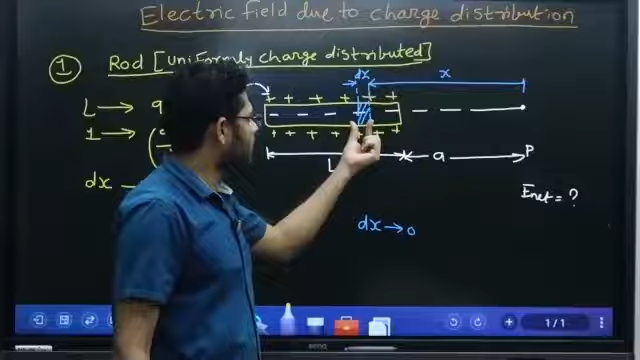 Electric field due to charge distribution
① Rod [Uniformly charge distributed]
dx x
+ + + + +
+ + + + + +
L → q
1 →
L a P
dx
Enet = ?
dx → 0
1/1
BENQ